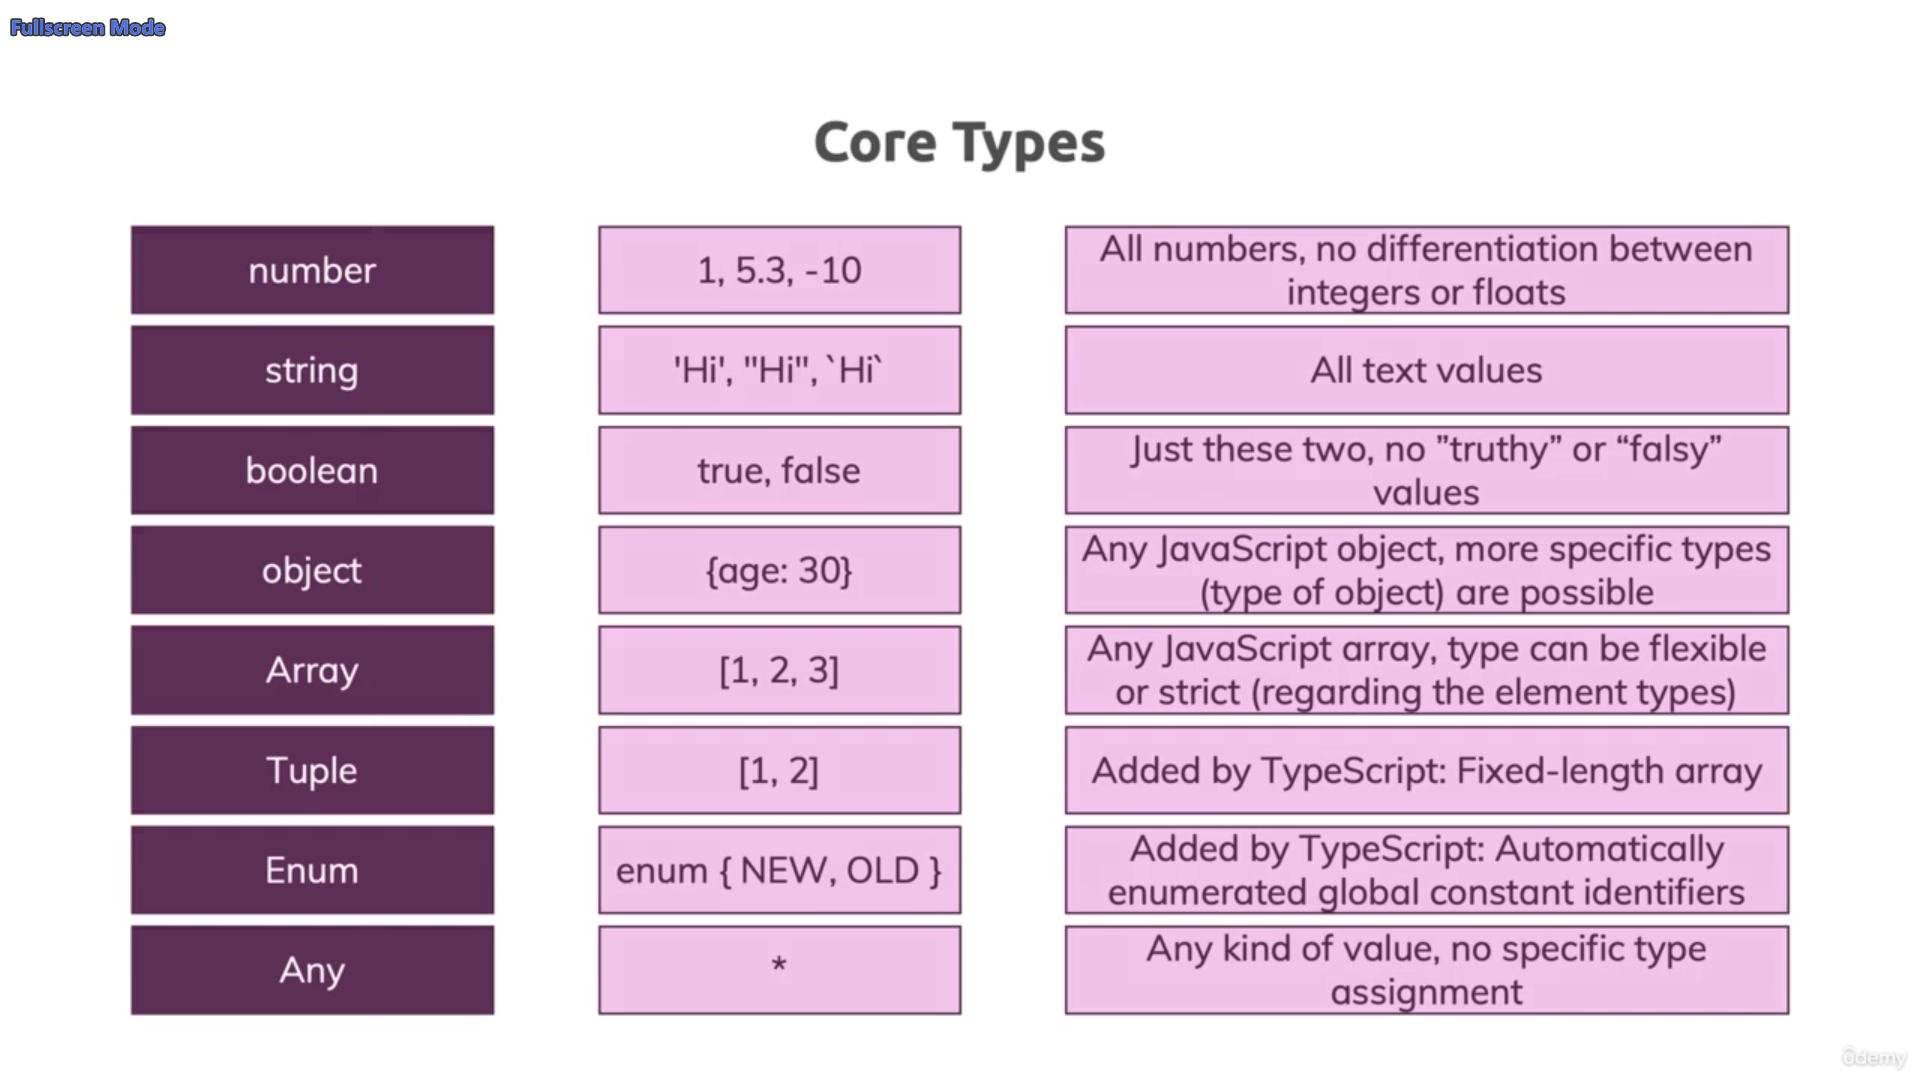 Fullscreen Mode
Core Types
number
1, 5.3, -10
All numbers, no differentiation between
integers or floats
string
'Hi', "Hi", `Hi`
All text values
boolean
true, false
Just these two, no ”truthy” or “falsy”
values
object
{age: 30}
Any JavaScript object, more specific types
(type of object) are possible
Array
[1, 2, 3]
Any JavaScript array, type can be flexible
or strict (regarding the element types)
Tuple
[1, 2]
Added by TypeScript: Fixed-length array
Enum
enum { NEW, OLD }
Added by TypeScript: Automatically
enumerated global constant identifiers
Any
*
Any kind of value, no specific type
assignment
ûdemy